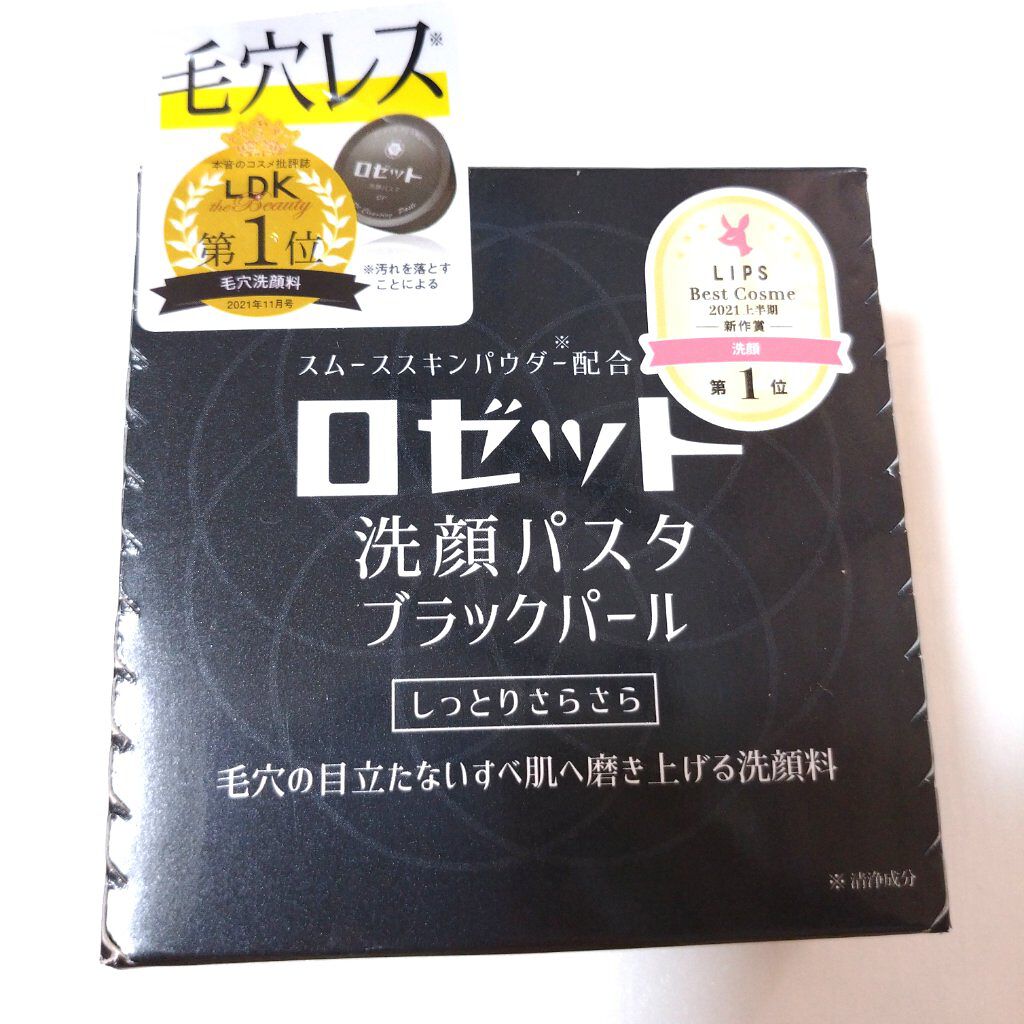 毛穴レス※
本音のコスメ批評誌
LDK
the Beauty
第1位
毛穴洗顔料
2021年11月号
ロゼット
洗顔パスタ
※汚れを落とす
ことによる
LIPS
Best Cosme
2021上半期
新作賞
洗顔
第1位
スムーススキンパウダー※配合
ロゼット
洗顔パスタ
ブラックパール
しっとりさらさら
毛穴の目立たないすべ肌へ磨き上げる洗顔料
※ 清浄成分